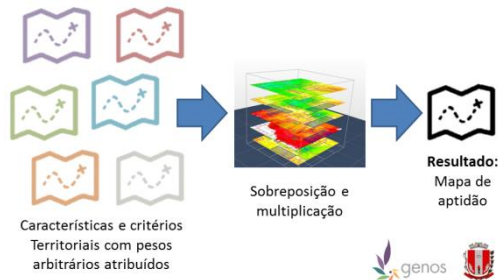 Características e critérios
Territoriais com pesos
arbitrários atribuídos
Sobreposição e
multiplicação
Resultado:
Mapa de
aptidão
genos